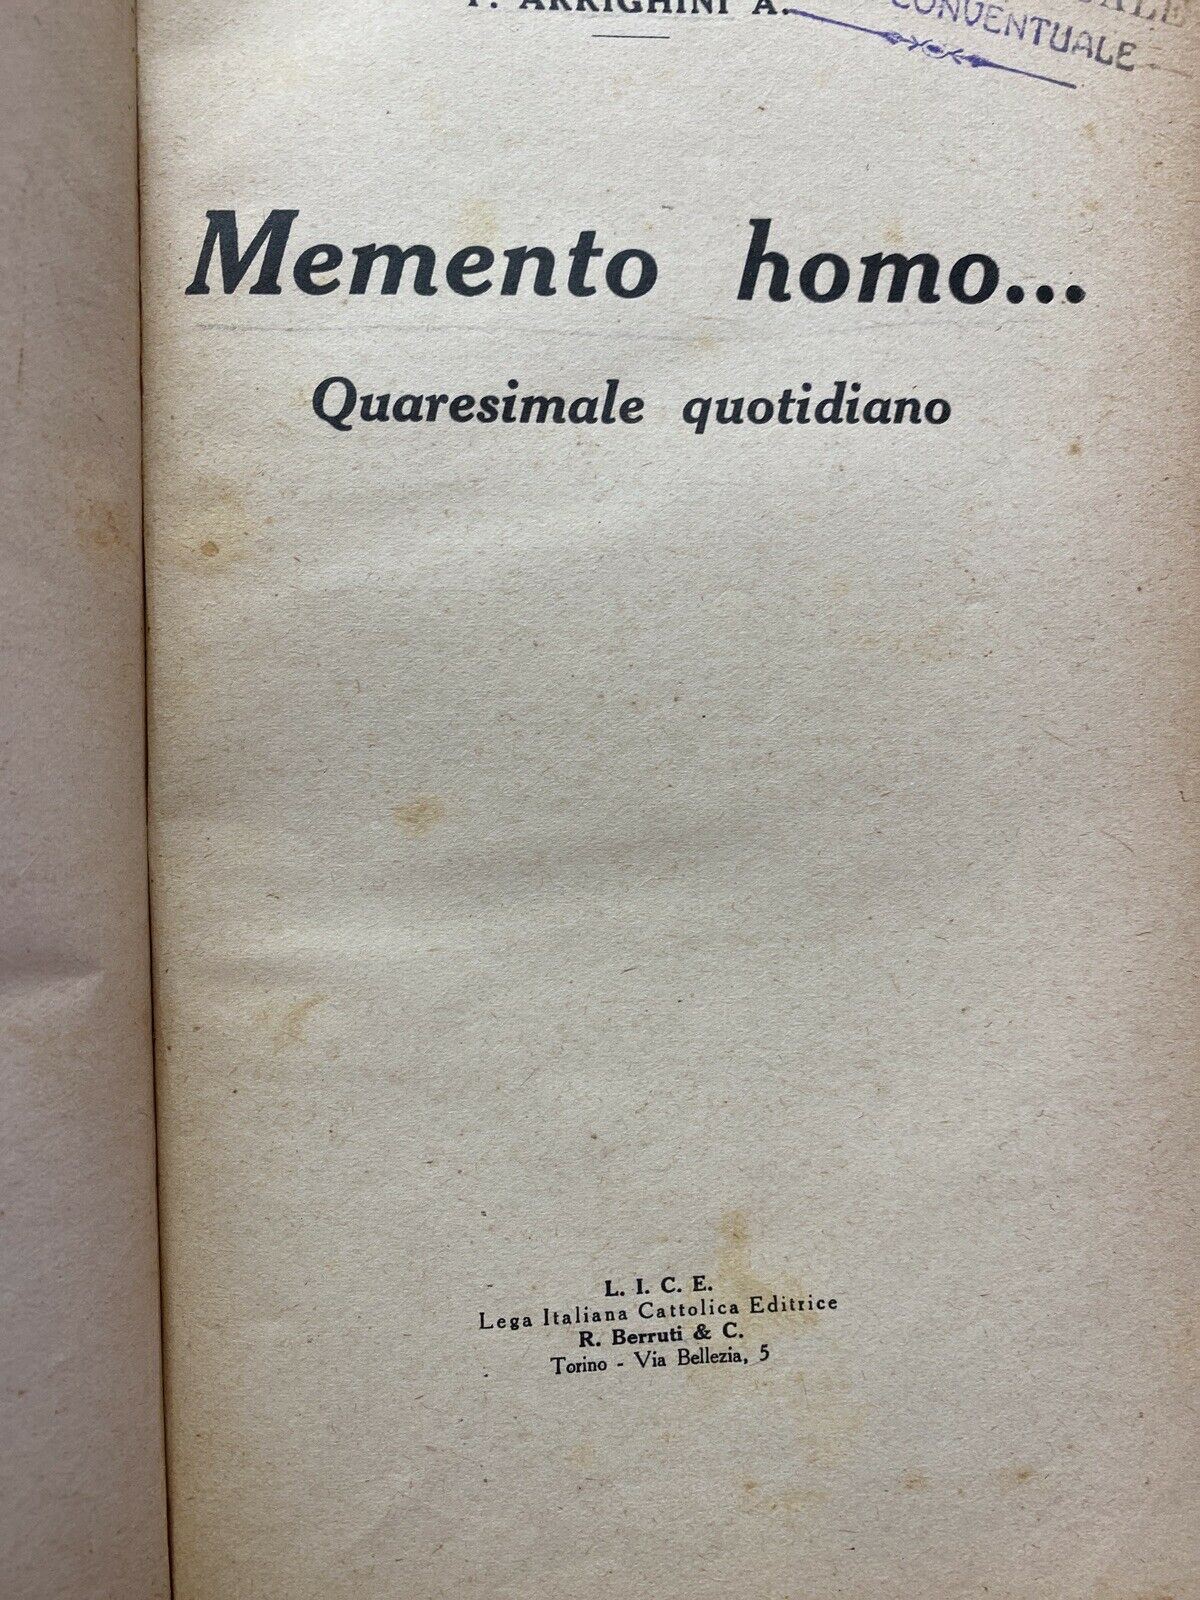 P. ARRIGHINI A.
CONVENTUALE
Memento homo...
Quaresimale quotidiano
L. I. C. E.
Lega Italiana Cattolica Editrice
R. Berruti & C.
Torino - Via Bellezia, 5